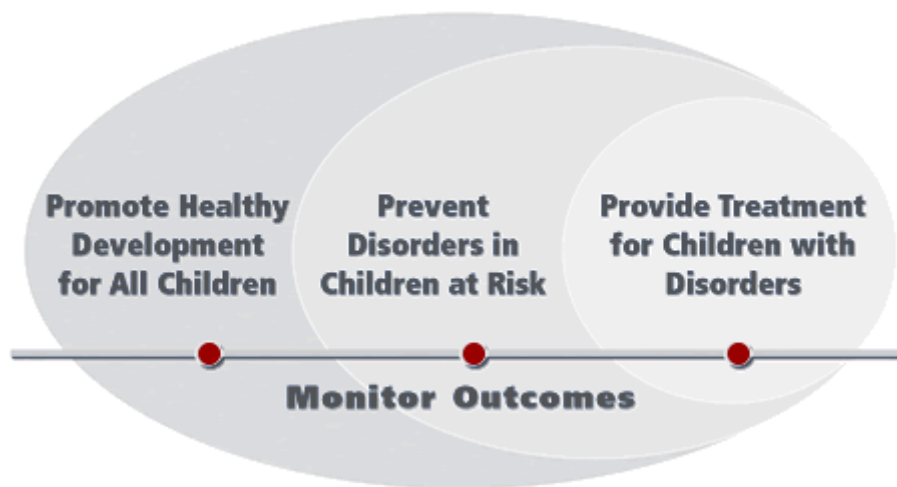 Promote Healthy
Development
for All Children
Prevent
Disorders in
Children at Risk
Provide Treatment
for Children with
Disorders
Monitor Outcomes